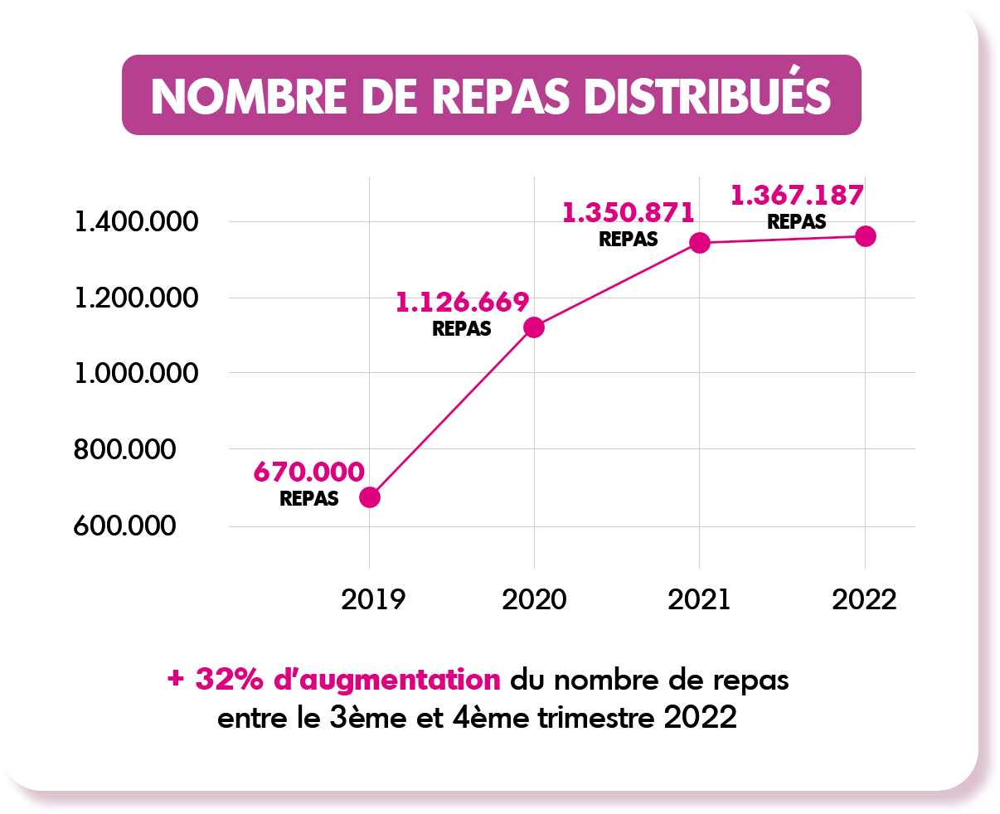 NOMBRE DE REPAS DISTRIBUÉS
1.400.000
1.200.000
1.000.000
800.000
600.000
670.000
REPAS
1.126.669
REPAS
1.350.871
REPAS
1.367.187
REPAS
2019
2020
2021
2022
+ 32% d'augmentation du nombre de repas
entre le 3ème et 4ème trimestre 2022